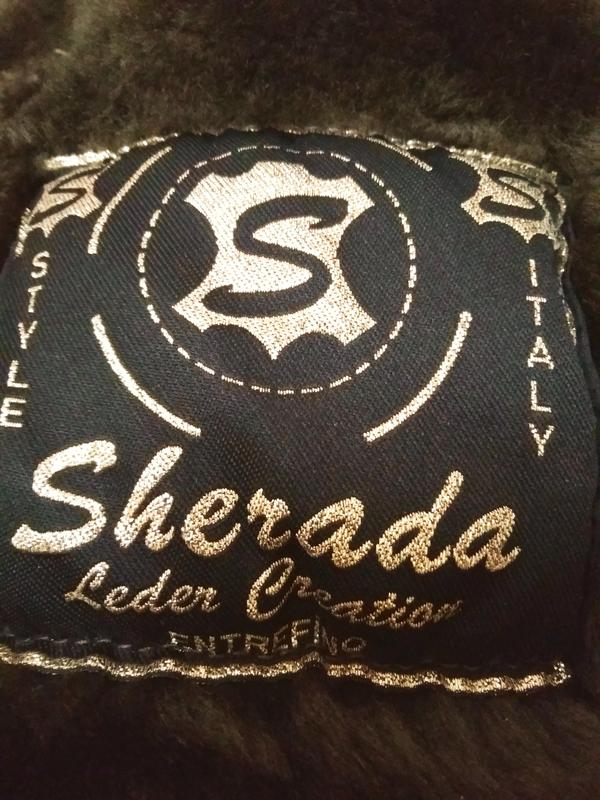 S
S
S
STYLE
ITALY
Sherada
Leder Creation
ENTREFINO